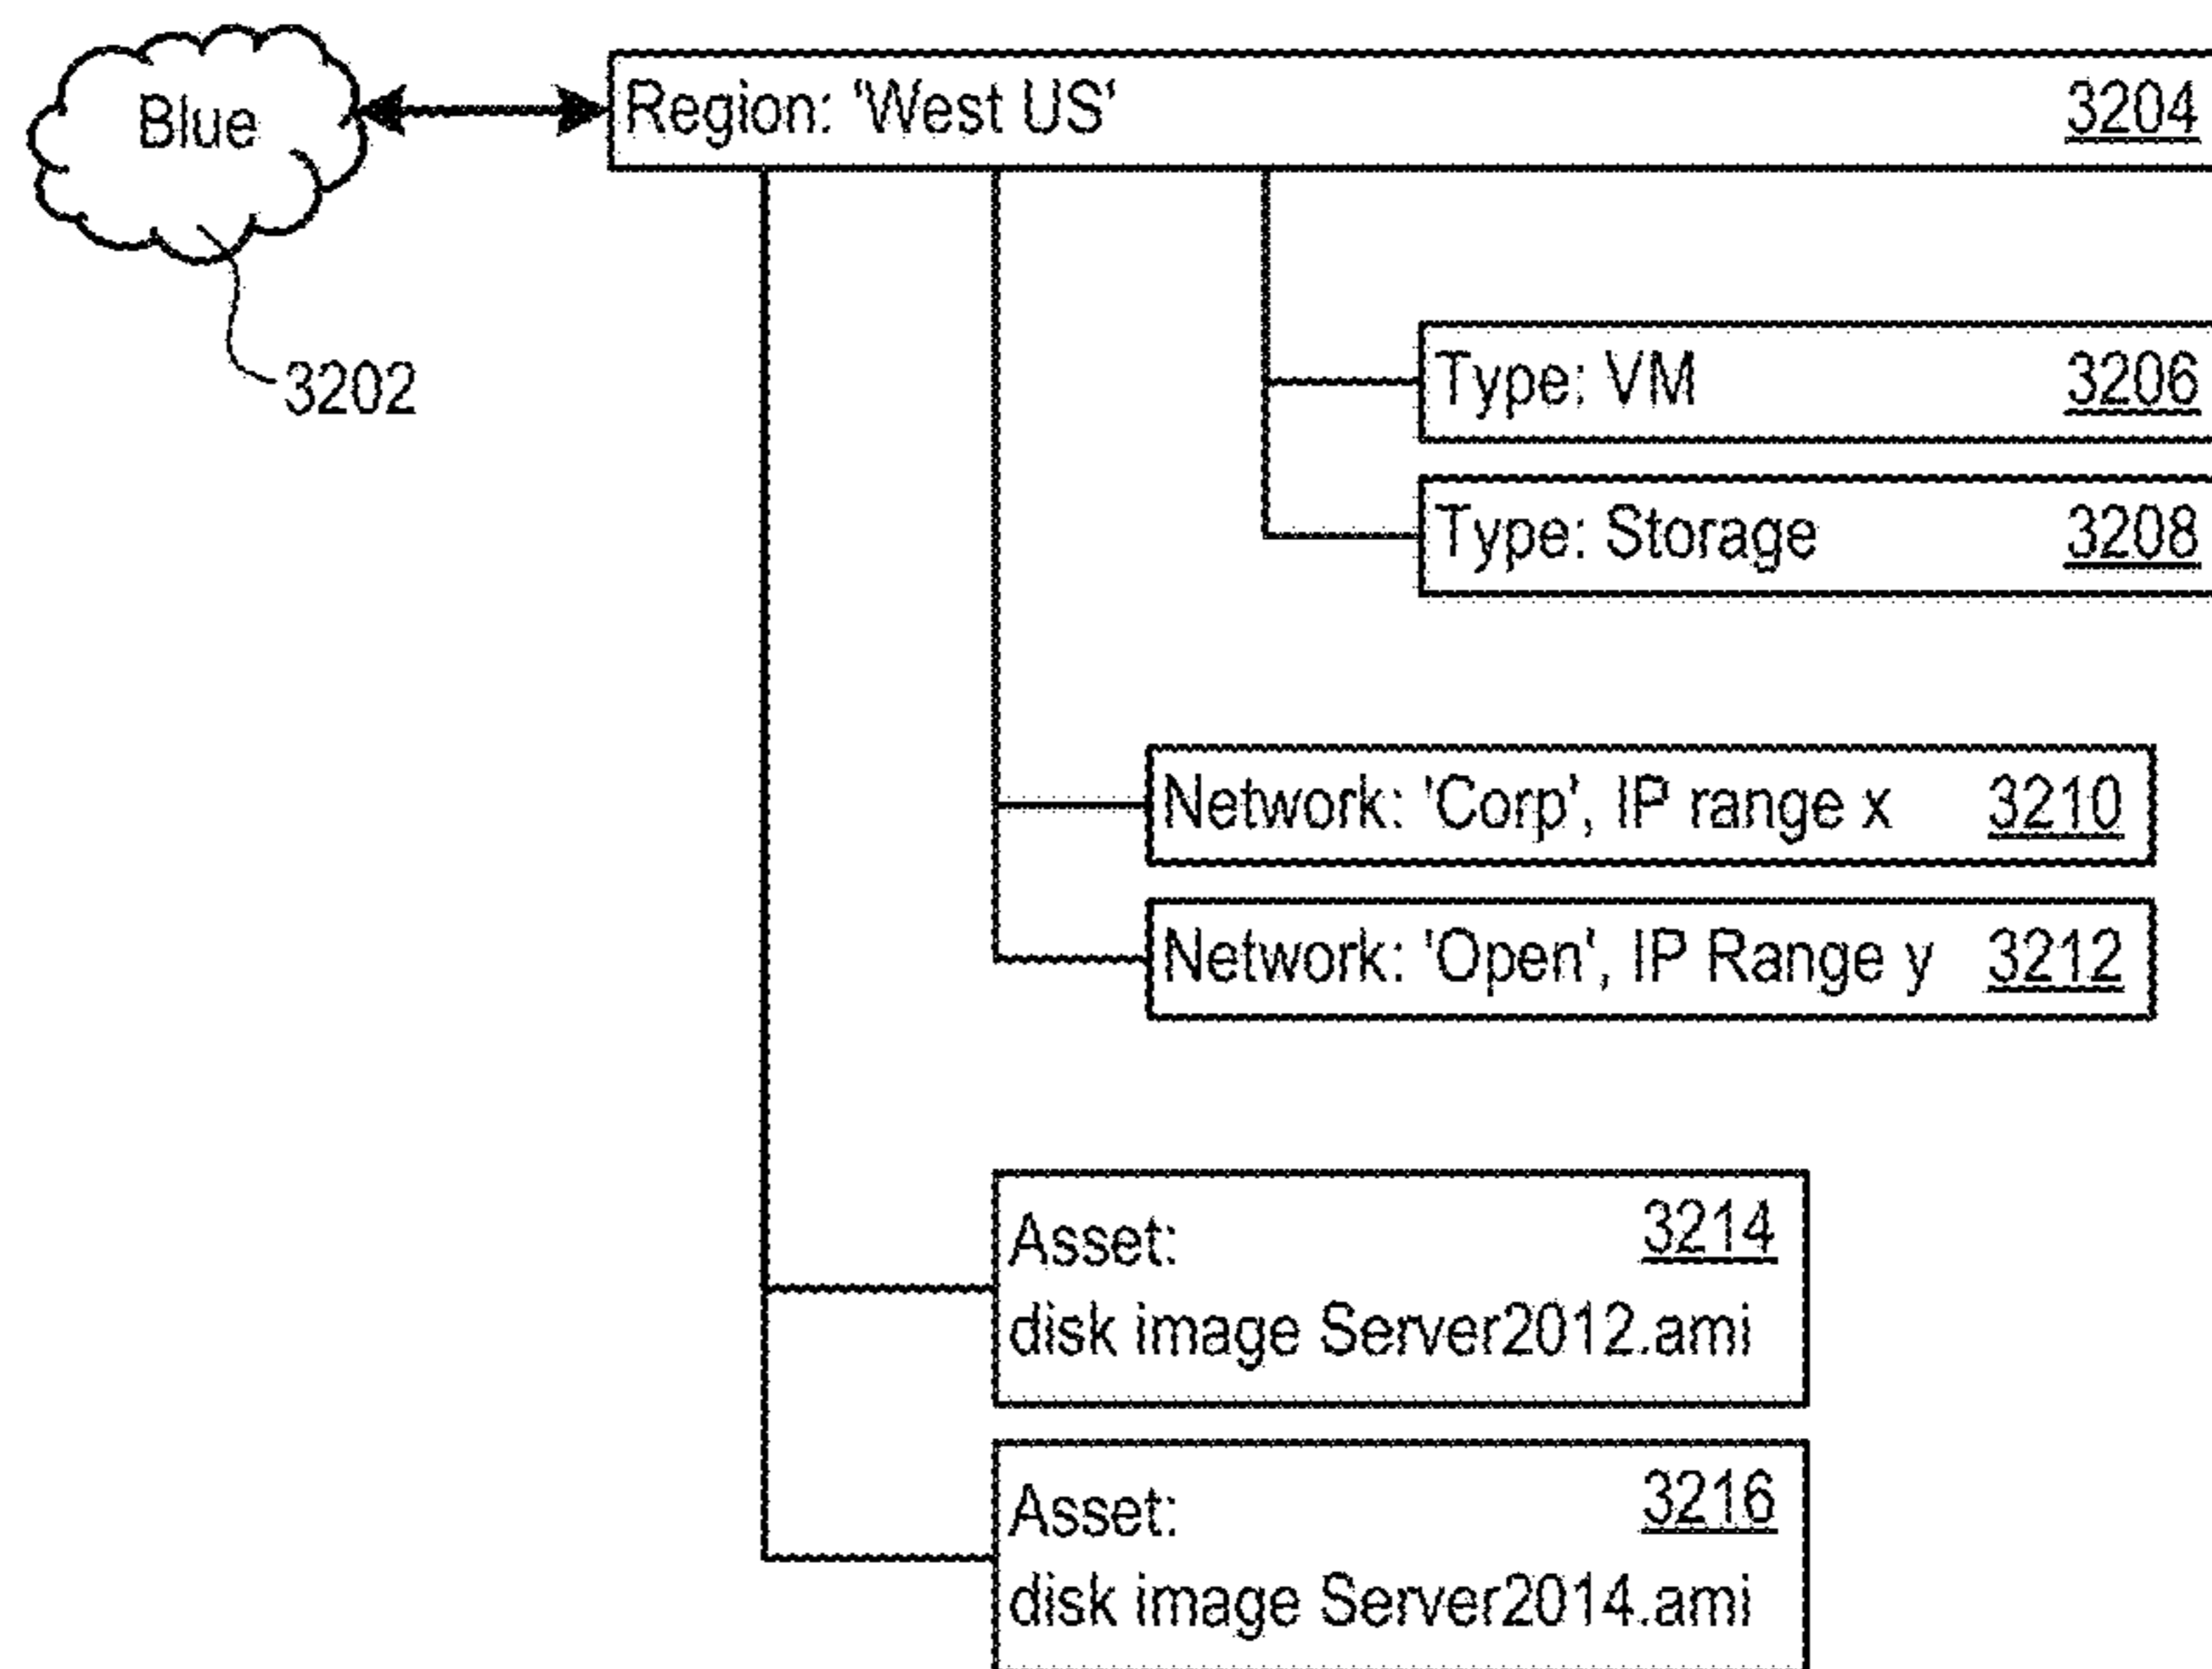 Blue
Region: 'West US' 3204
3202
Type: VM 3206
Type: Storage 3208
Network: 'Corp', IP range x 3210
Network: 'Open', IP Range y 3212
Asset: 3214
disk image Server2012.ami
Asset: 3216
disk image Server2014.ami